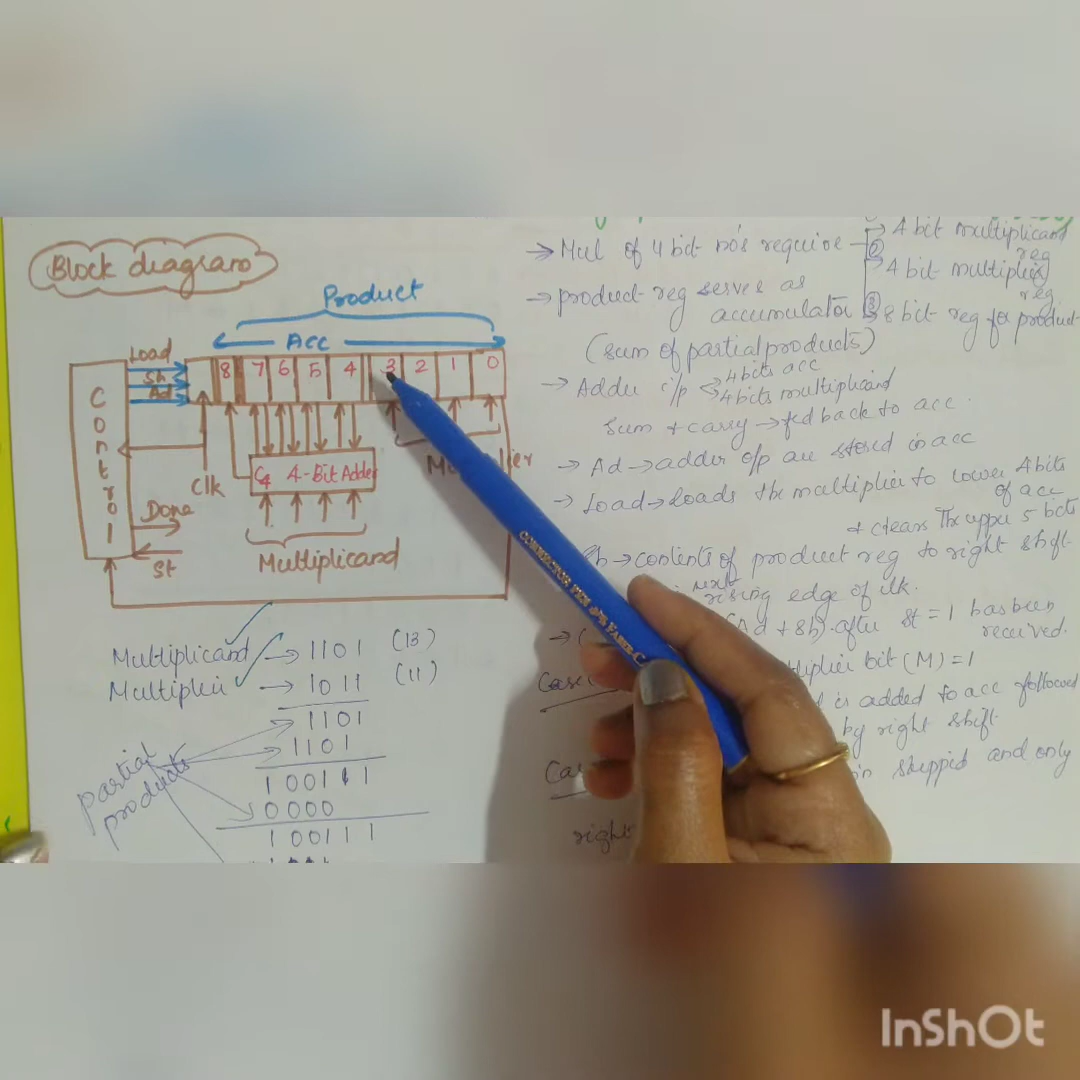 Block diagram
Product
Acc
Load
Sh
Ad
8 7 6 5 4 3 2 1 0
Control
Clk
C4 4-Bit Adder
Done
St
Multiplicand
Multiplicand → 1101 (13)
Multiplier → 1011 (11)
1101
1101
partial products
100111
0000
100111
→ Mul of 4 bit no's require
4 bit multiplicand reg
4 bit multiplier reg
8 bit reg for product
→ product reg serves as
accumulator
(sum of partial products)
→ Adder i/p
4 bits acc
4 bits multiplicand
sum + carry → fed back to acc.
→ Ad → adder o/p are stored in acc
→ Load → loads the multiplier to lower 4 bits
of acc
+ clears the upper 5 bits
→ contents of product reg to right shift
next
rising edge of clk.
(Ad + Sh) after St = 1 has been
received.
bit (M) = 1
is added to acc followed
by right shift
skipped and only
right
InShOt